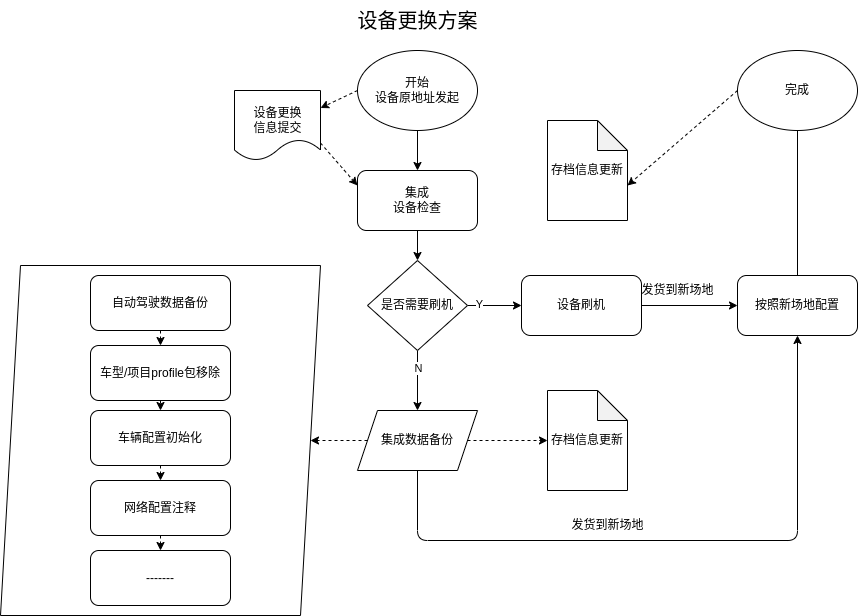 设备更换方案
开始
设备原地址发起
完成
设备更换
信息提交
存档信息更新
集成
设备检查
自动驾驶数据备份
是否需要刷机
Y
设备刷机
发货到新场地
按照新场地配置
车型/项目profile包移除
N
车辆配置初始化
集成数据备份
存档信息更新
网络配置注释
发货到新场地
-------